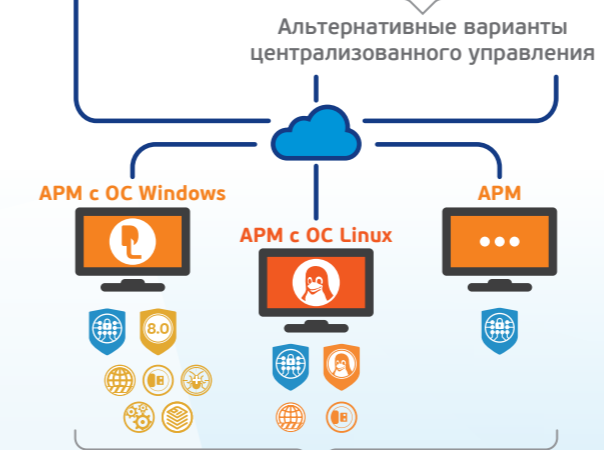 Альтернативные варианты
централизованного управления
АРМ с ОС Windows
АРМ
АРМ с ОС Linux
8.0